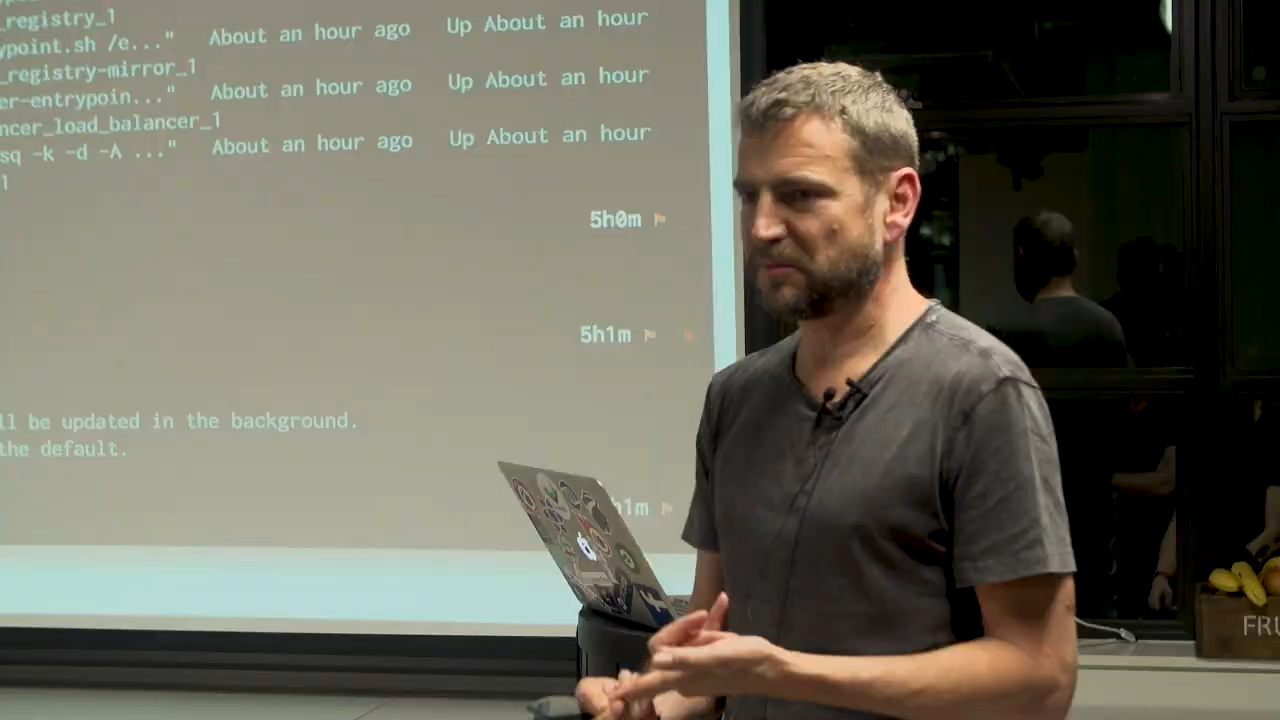 _registry_1
ypoint.sh /e..." About an hour ago Up About an hour
_registry-mirror_1
er-entrypoin..." About an hour ago Up About an hour
ncer_load_balancer_1
sq -k -d -A ..." About an hour ago Up About an hour
1
5h0m
5h1m
ll be updated in the background.
the default.
h1m
FRU